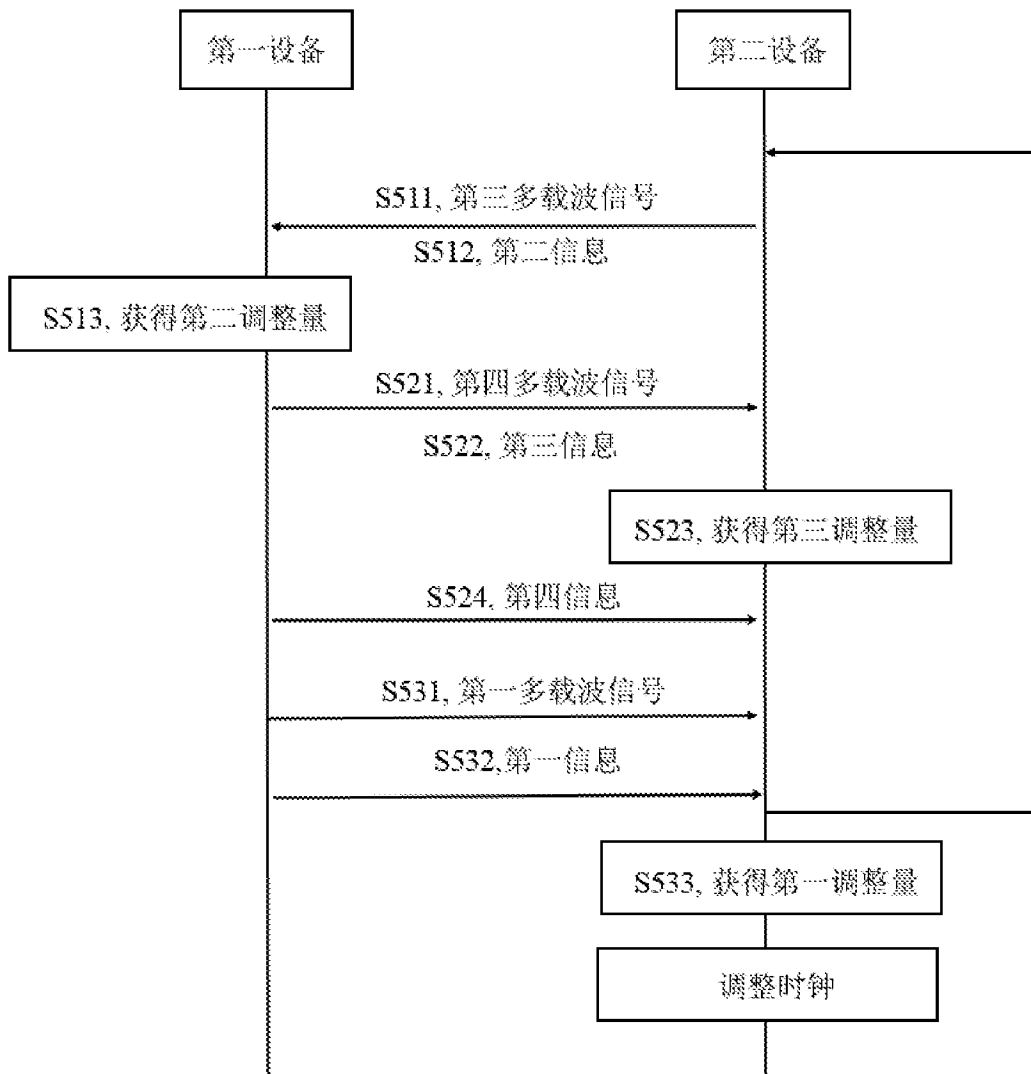 第一设备
第二设备
S511, 第三多载波信号
S512, 第二信息
S513, 获得第二调整量
S521, 第四多载波信号
S522, 第三信息
S523, 获得第三调整量
S524, 第四信息
S531, 第一多载波信号
S532,第一信息
S533, 获得第一调整量
调整时钟